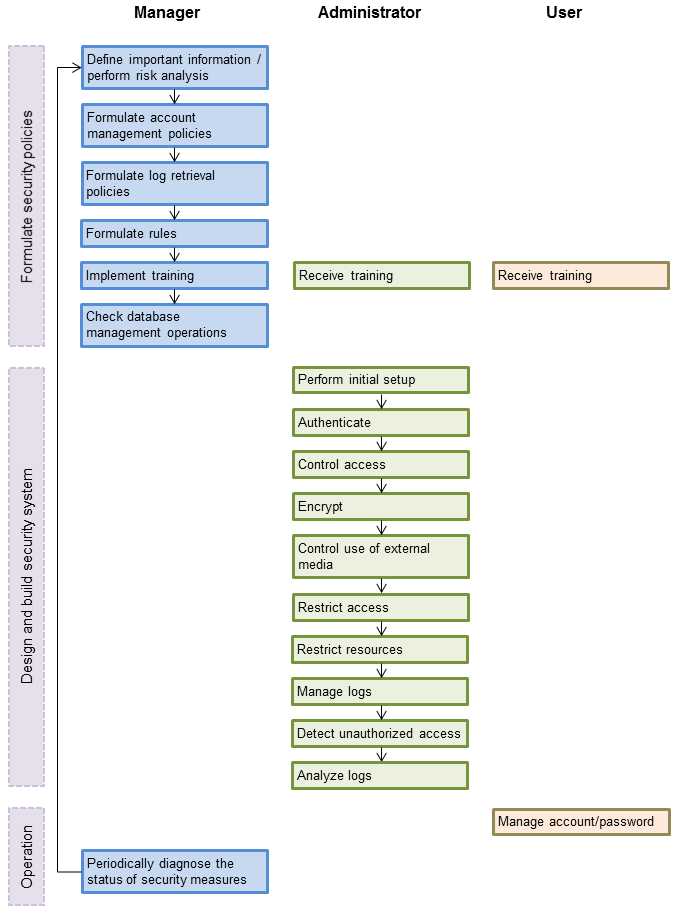 Manager
Administrator
User
Formulate security policies
Define important information /
perform risk analysis
Formulate account
management policies
Formulate log retrieval
policies
Formulate rules
Implement training
Receive training
Receive training
Check database
management operations
Design and build security system
Perform initial setup
Authenticate
Control access
Encrypt
Control use of external
media
Restrict access
Restrict resources
Manage logs
Detect unauthorized access
Analyze logs
Operation
Manage account/password
Periodically diagnose the
status of security measures